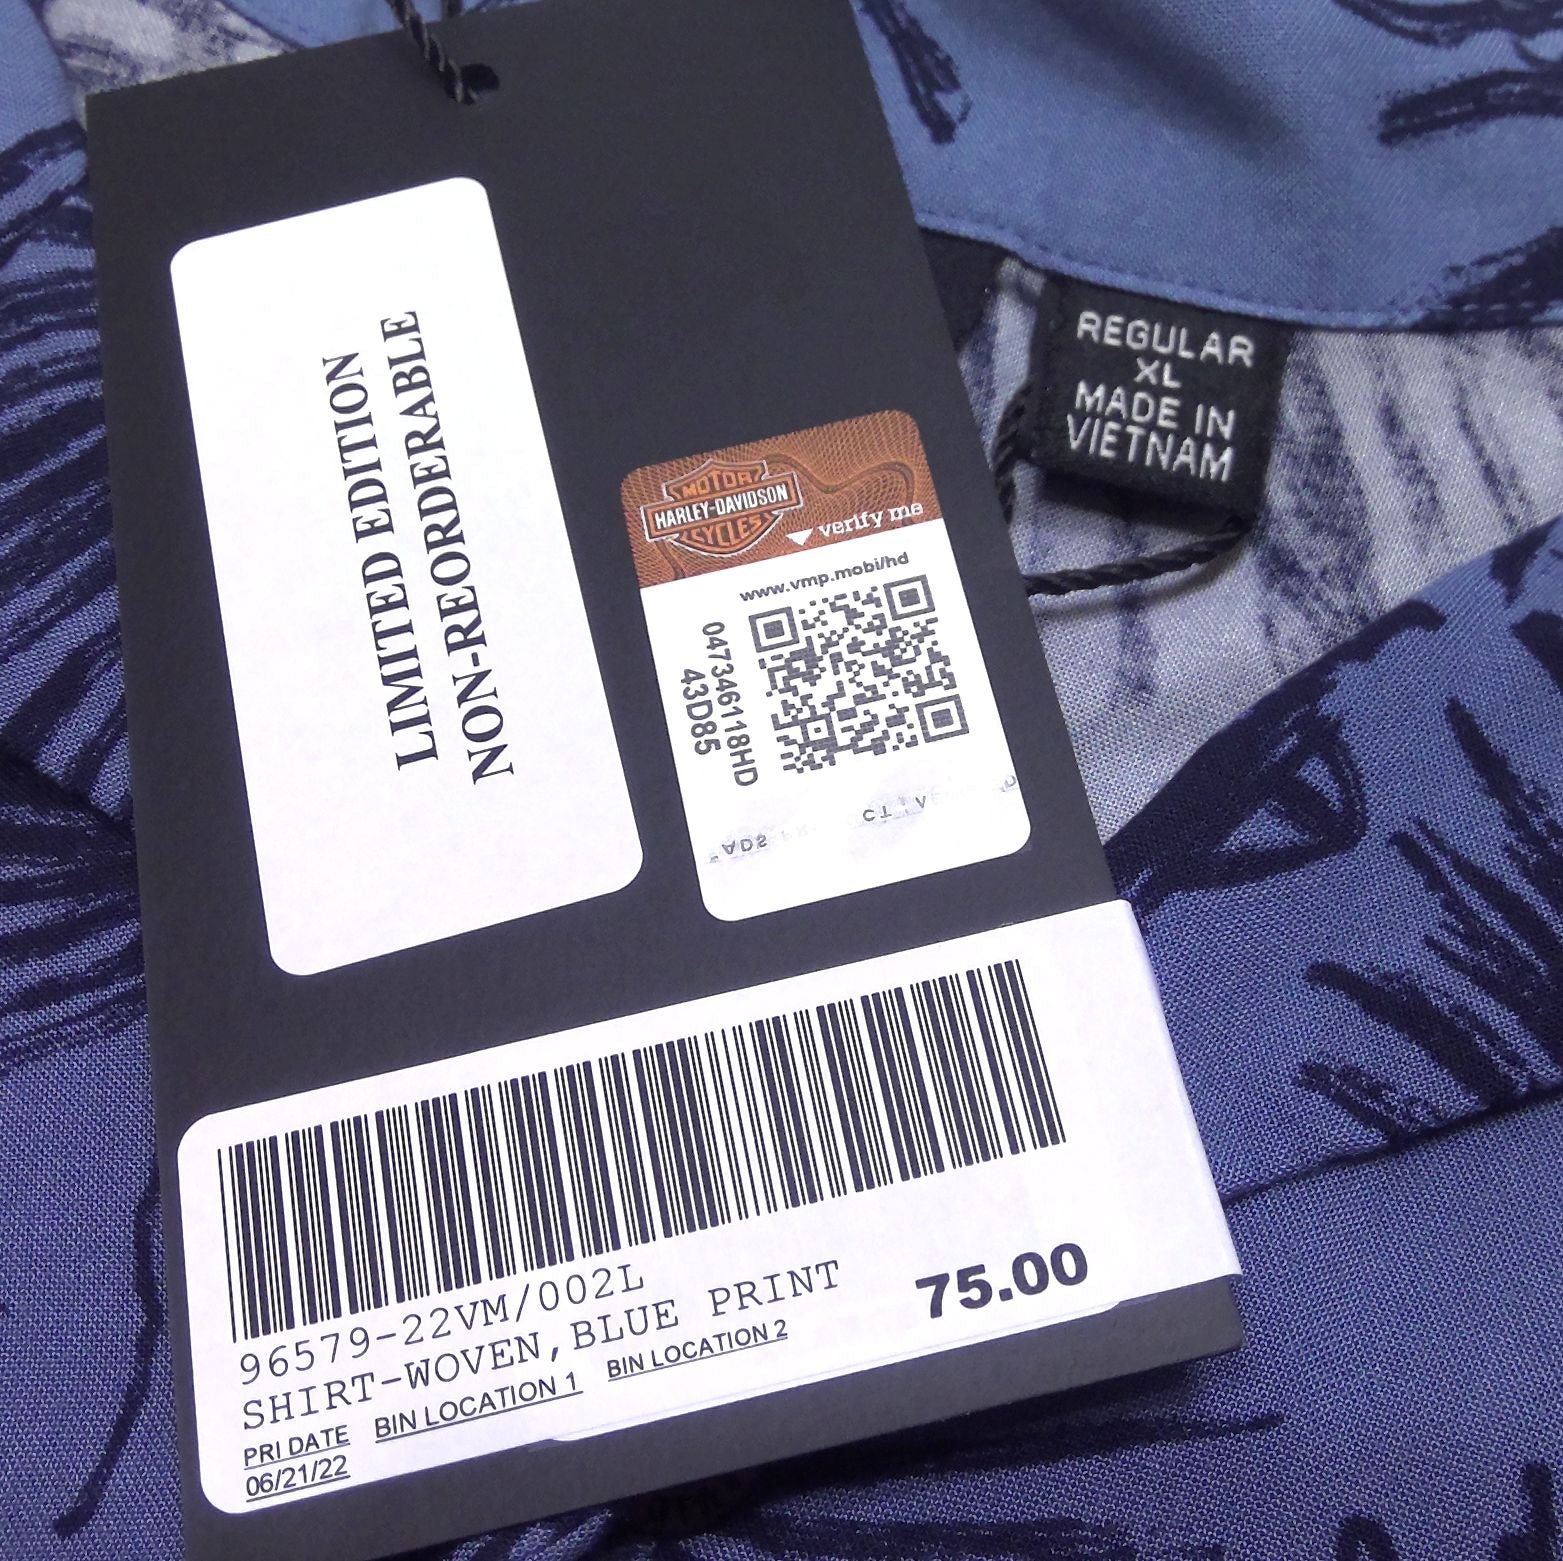 LIMITED EDITION
NON-REORDERABLE
MOTOR
HARLEY-DAVIDSON
CYCLES
verify me
www.vmp.mobi/hd
047346118HD
43D85
REGULAR
XL
MADE IN
VIETNAM
96579-22VM/002L
SHIRT-WOVEN,BLUE PRINT
75.00
PRI DATE BIN LOCATION 1 BIN LOCATION 2
06/21/22